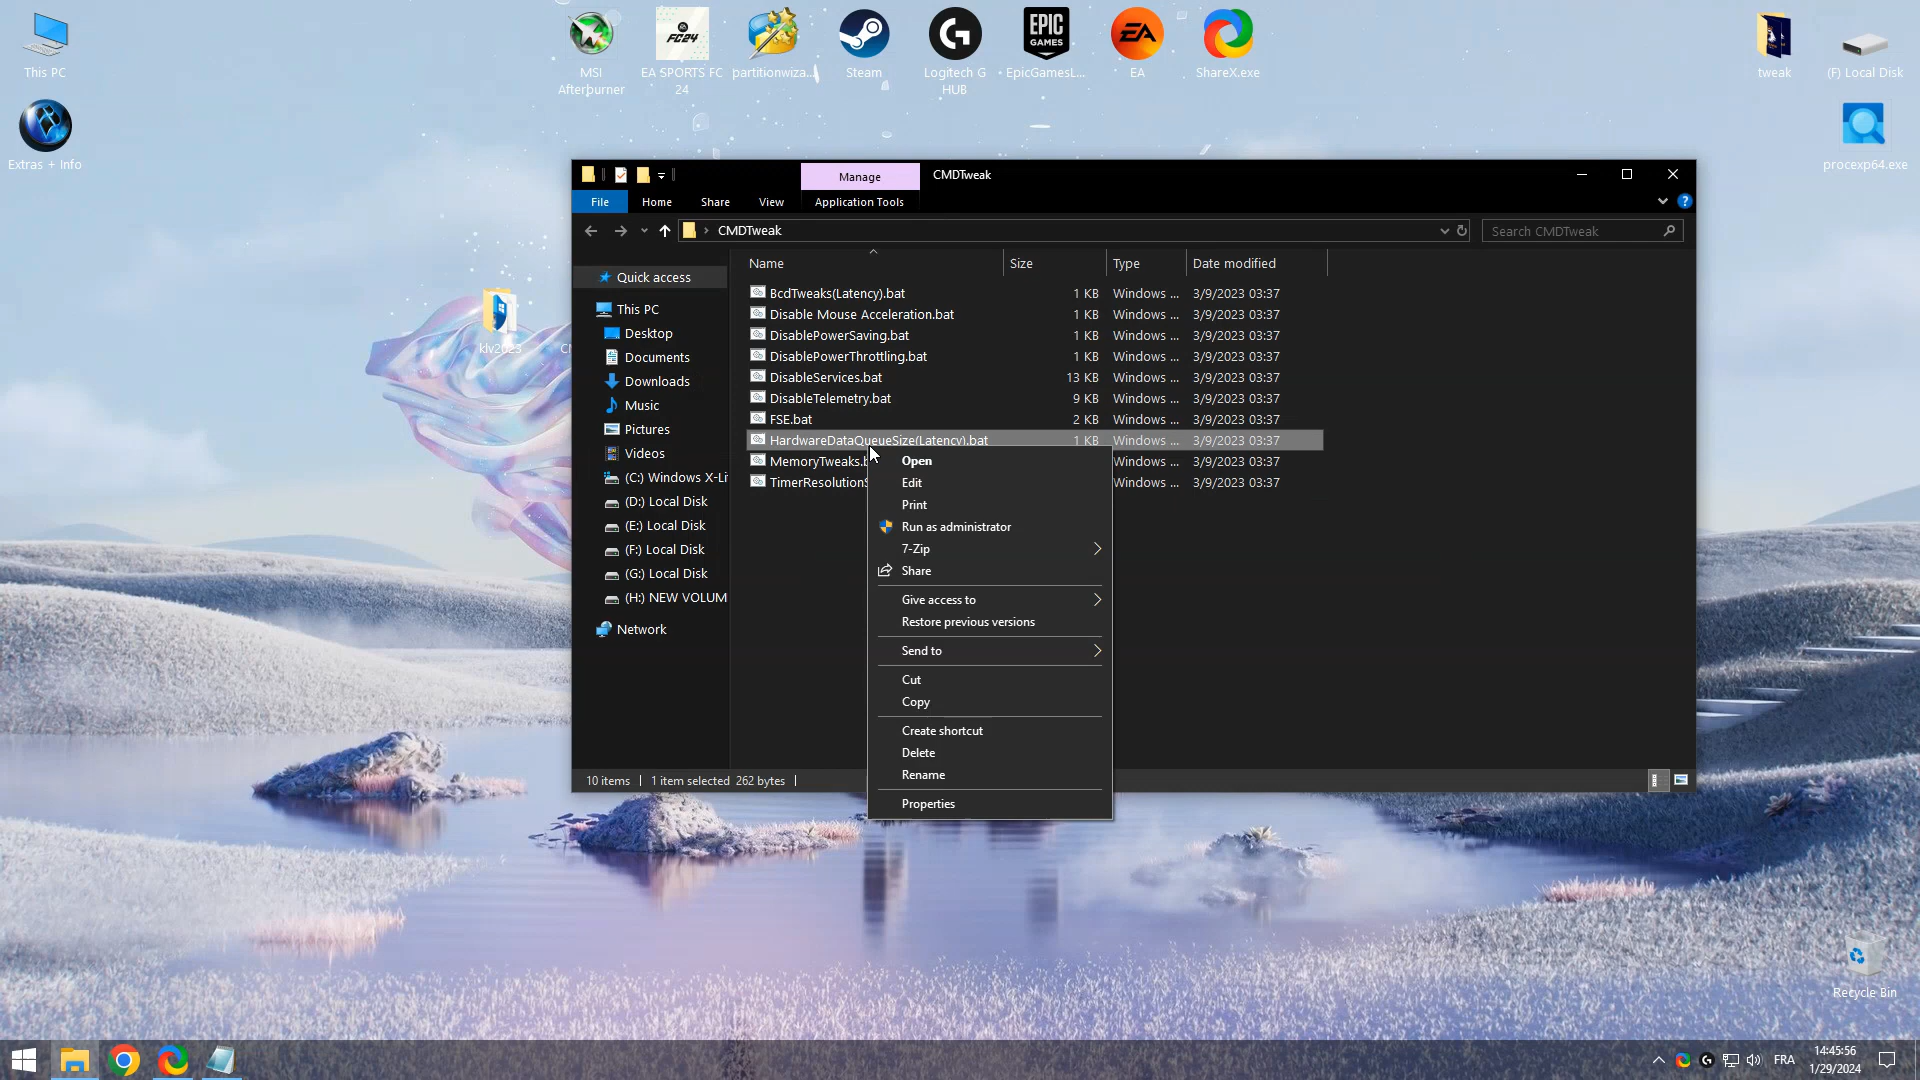 This PC
Extras + Info
MSI
Afterburner
FC24
EA SPORTS FC
24
partitionwiza...
Steam
Logitech G
HUB
EPIC
GAMES
EpicGamesL...
EA
EA
ShareX.exe
tweak
(F) Local Disk
procexp64.exe
klv2023
Recycle Bin
Manage
CMDTweak
File
Home
Share
View
Application Tools
CMDTweak
Search CMDTweak
Quick access
This PC
Desktop
Documents
Downloads
Music
Pictures
Videos
(C:) Windows X-Li
(D:) Local Disk
(E:) Local Disk
(F:) Local Disk
(G:) Local Disk
(H:) NEW VOLUM
Network
Name Size Type Date modified
BcdTweaks(Latency).bat 1 KB Windows ... 3/9/2023 03:37
Disable Mouse Acceleration.bat 1 KB Windows ... 3/9/2023 03:37
DisablePowerSaving.bat 1 KB Windows ... 3/9/2023 03:37
DisablePowerThrottling.bat 1 KB Windows ... 3/9/2023 03:37
DisableServices.bat 13 KB Windows ... 3/9/2023 03:37
DisableTelemetry.bat 9 KB Windows ... 3/9/2023 03:37
FSE.bat 2 KB Windows ... 3/9/2023 03:37
HardwareDataQueueSize(Latency).bat 1 KB Windows ... 3/9/2023 03:37
MemoryTweaks.b Windows ... 3/9/2023 03:37
TimerResolutionS Windows ... 3/9/2023 03:37
Open
Edit
Print
Run as administrator
7-Zip
Share
Give access to
Restore previous versions
Send to
Cut
Copy
Create shortcut
Delete
Rename
Properties
10 items
1 item selected 262 bytes
FRA
14:45:56
1/29/2024